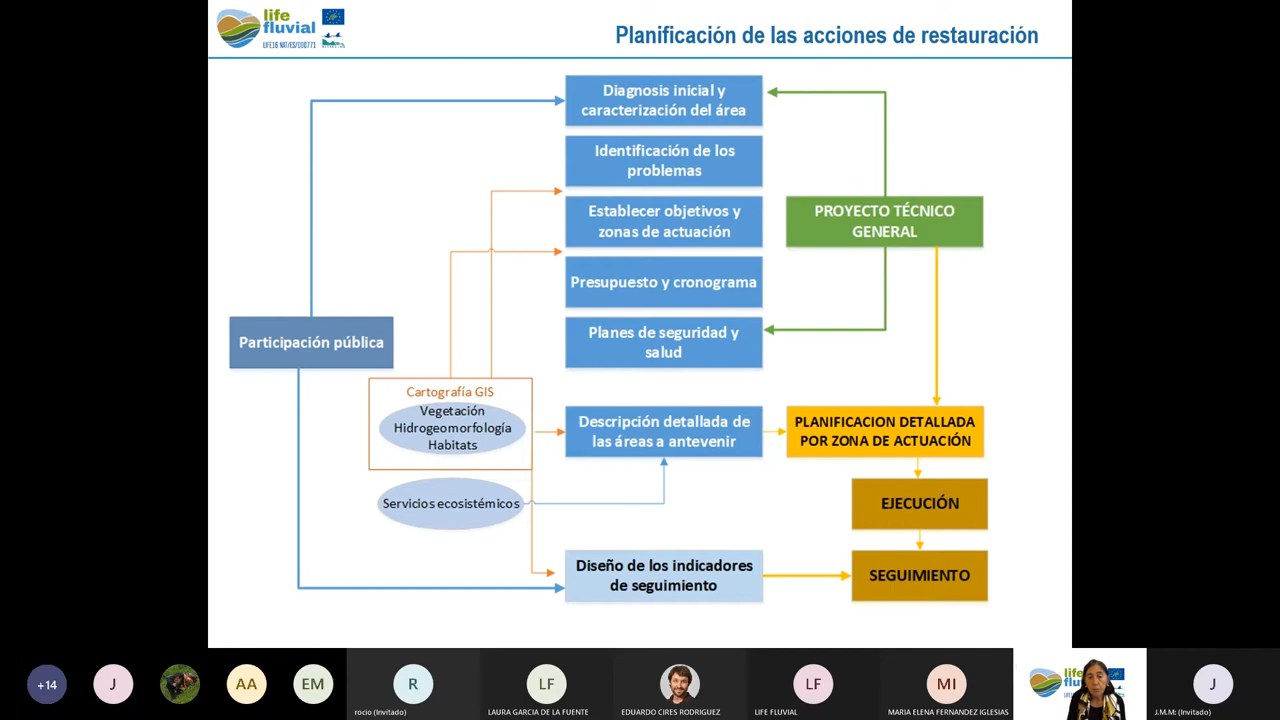 life
fluvial
LIFE16 NAT/ES/000771
Planificación de las acciones de restauración
Diagnosis inicial y
caracterización del área
Identificación de los
problemas
Establecer objetivos y
zonas de actuación
PROYECTO TÉCNICO
GENERAL
Presupuesto y cronograma
Planes de seguridad y
salud
Participación pública
Cartografía GIS
Vegetación
Hidrogeomorfología
Habitats
Descripción detallada de
las áreas a antevenir
PLANIFICACION DETALLADA
POR ZONA DE ACTUACIÓN
Servicios ecosistémicos
EJECUCIÓN
Diseño de los indicadores
de seguimiento
SEGUIMIENTO
+14
J
AA
EM
R
rocio (Invitado)
LF
LAURA GARCIA DE LA FUENTE
EDUARDO CIRES RODRIGUEZ
LF
LIFE FLUVIAL
MI
MARIA ELENA FERNANDEZ IGLESIAS
life
fluvial
J
J.M.M: (Invitado)